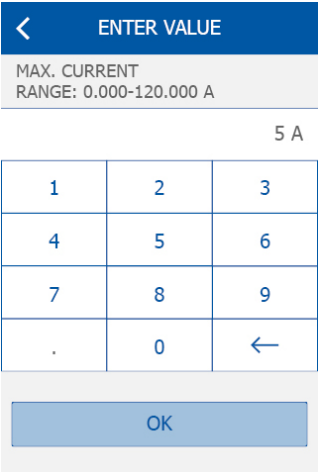 ENTER VALUE
MAX. CURRENT
RANGE: 0.000-120.000 A
5 A
1 2 3
4 5 6
7 8 9
. 0 ←
OK